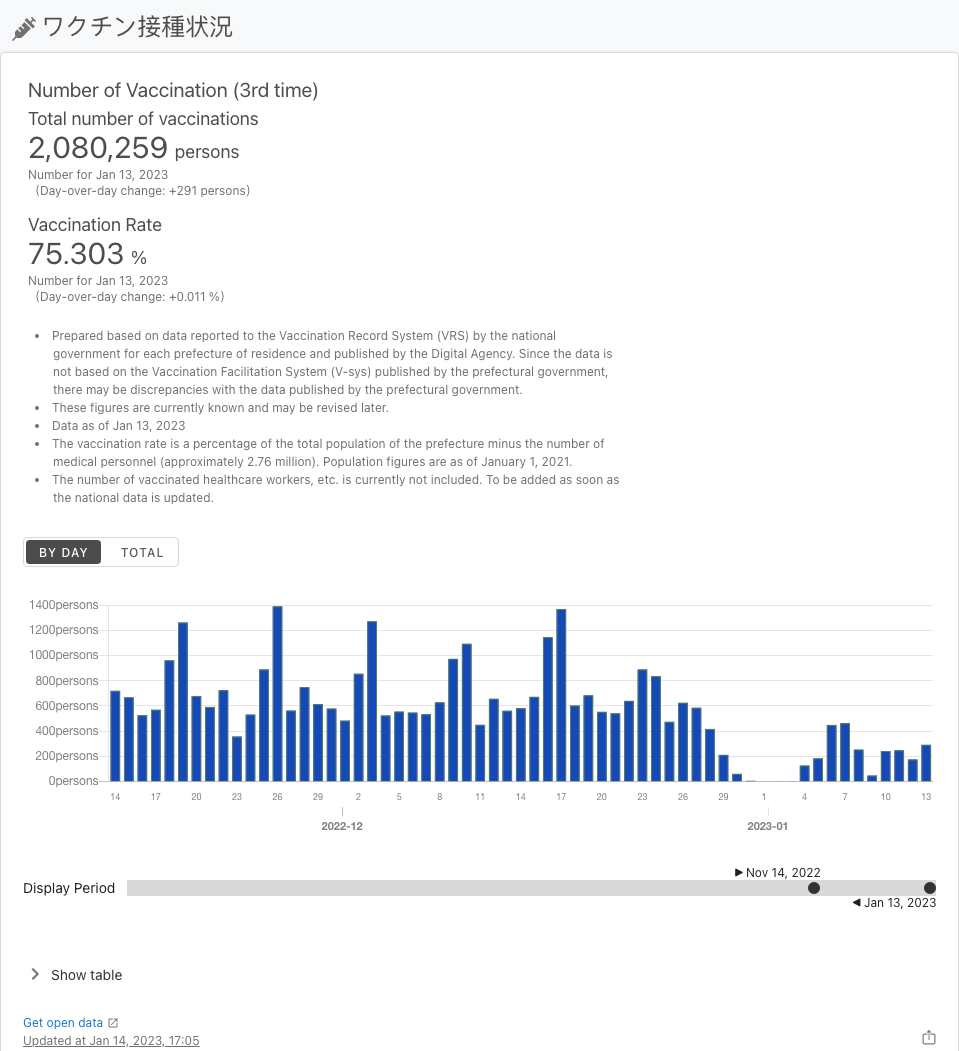 ワクチン接種状況
Number of Vaccination (3rd time)
Total number of vaccinations
2,080,259 persons
Number for Jan 13, 2023
(Day-over-day change: +291 persons)
Vaccination Rate
75.303 %
Number for Jan 13, 2023
(Day-over-day change: +0.011 %)
• Prepared based on data reported to the Vaccination Record System (VRS) by the national
government for each prefecture of residence and published by the Digital Agency. Since the data is
not based on the Vaccination Facilitation System (V-sys) published by the prefectural government,
there may be discrepancies with the data published by the prefectural government.
• These figures are currently known and may be revised later.
• Data as of Jan 13, 2023
• The vaccination rate is a percentage of the total population of the prefecture minus the number of
medical personnel (approximately 2.76 million). Population figures are as of January 1, 2021.
• The number of vaccinated healthcare workers, etc. is currently not included. To be added as soon as
the national data is updated.
BY DAY TOTAL
1400persons
1200persons
1000persons
800persons
600persons
400persons
200persons
0persons
14 17 20 23 26 29 2 5 8 11 14 17 20 23 26 29 1 4 7 10 13
2022-12 2023-01
▶ Nov 14, 2022
Display Period
◀ Jan 13, 2023
Show table
Get open data
Updated at Jan 14, 2023, 17:05